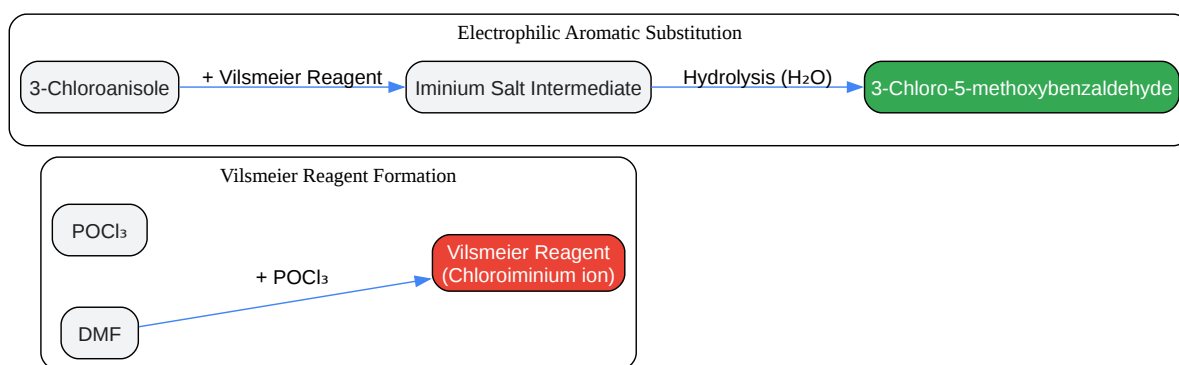 Electrophilic Aromatic Substitution
3-Chloroanisole
+ Vilsmeier Reagent
Iminium Salt Intermediate
Hydrolysis (H₂O)
3-Chloro-5-methoxybenzaldehyde
Vilsmeier Reagent Formation
POCl₃
+ POCl₃
Vilsmeier Reagent
(Chloroiminium ion)
DMF